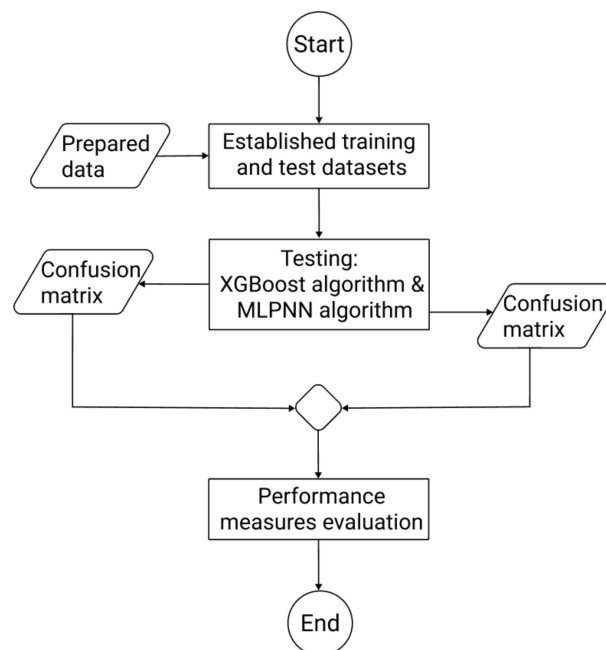 Start
Prepared
data
Established training
and test datasets
Testing:
XGBoost algorithm &
MLPNN algorithm
Confusion
matrix
Confusion
matrix
Performance
measures evaluation
End